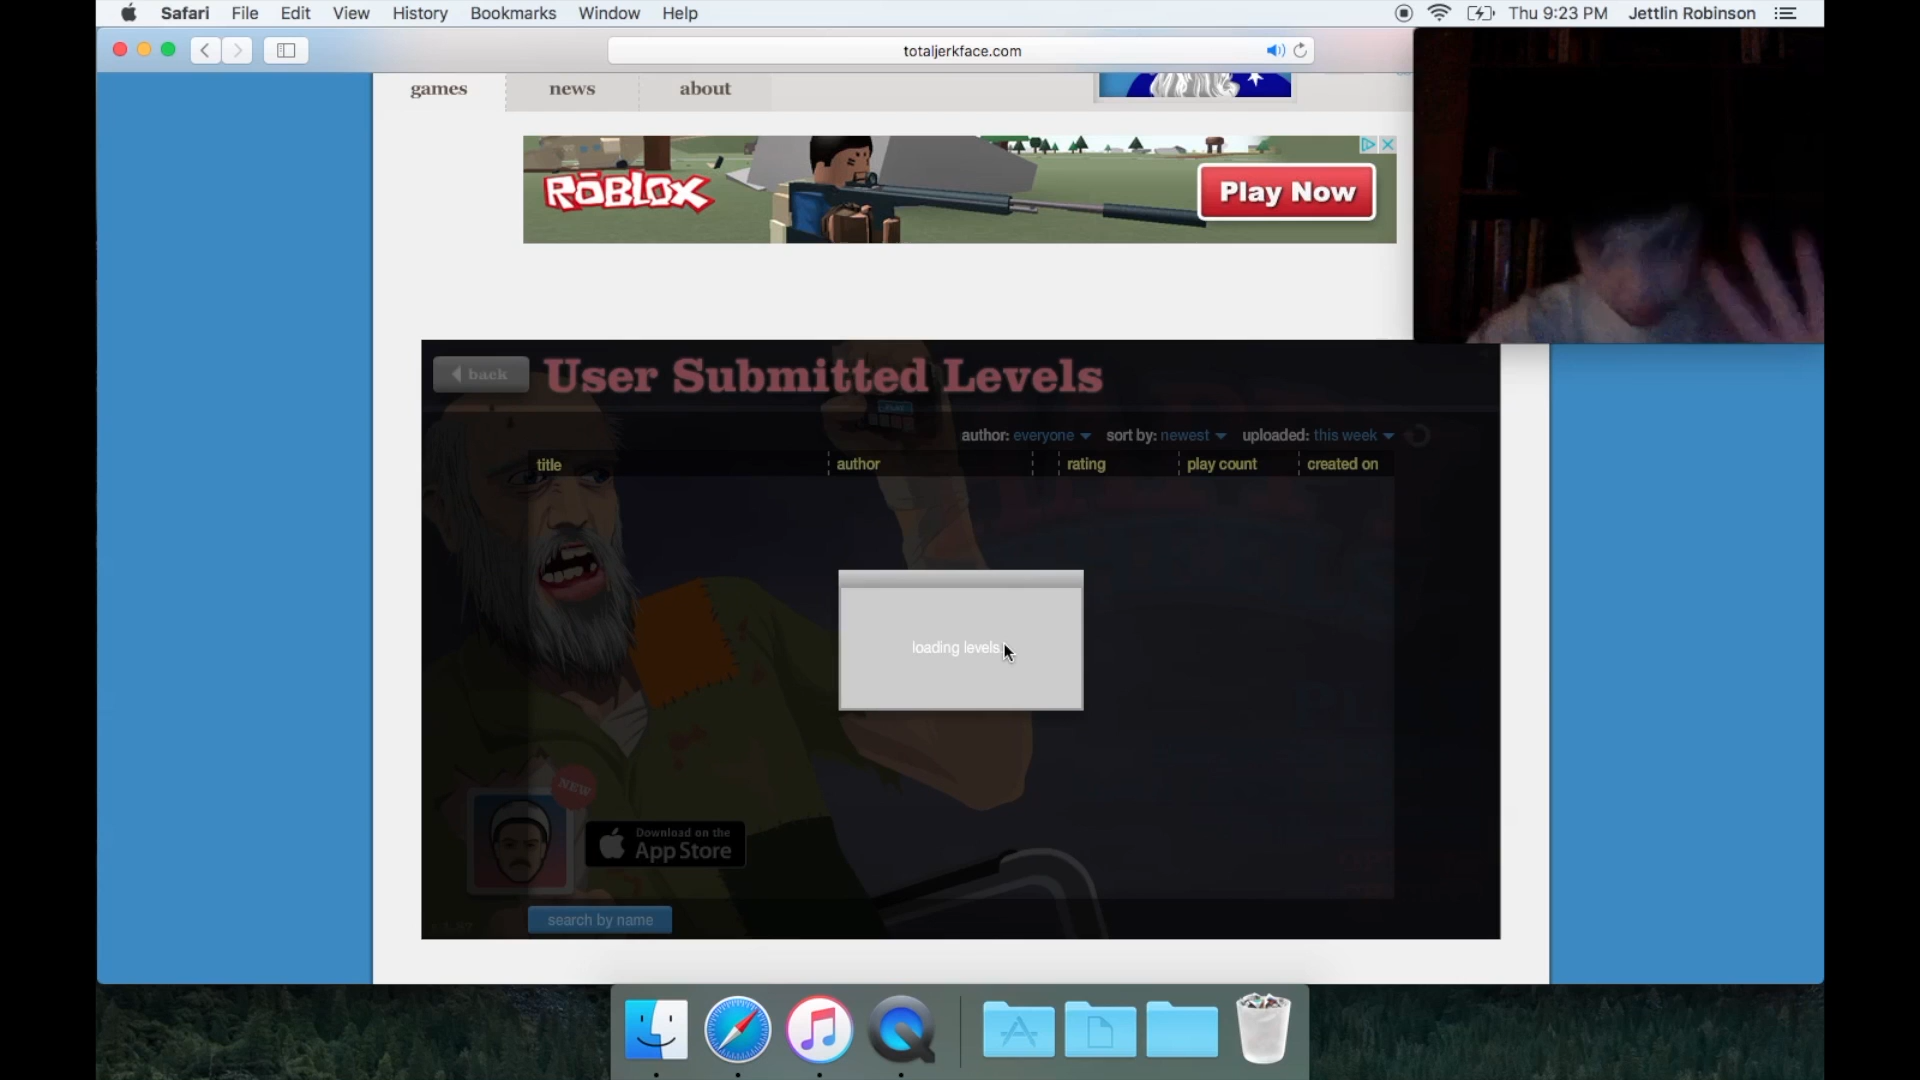 Safari File Edit View History Bookmarks Window Help
Thu 9:23 PM Jettlin Robinson
totaljerkface.com
games news about
ROBLOX
Play Now
back
User Submitted Levels
author: everyone sort by: newest uploaded: this week
title author rating play count created on
loading levels.
NEW
Download on the
App Store
search by name